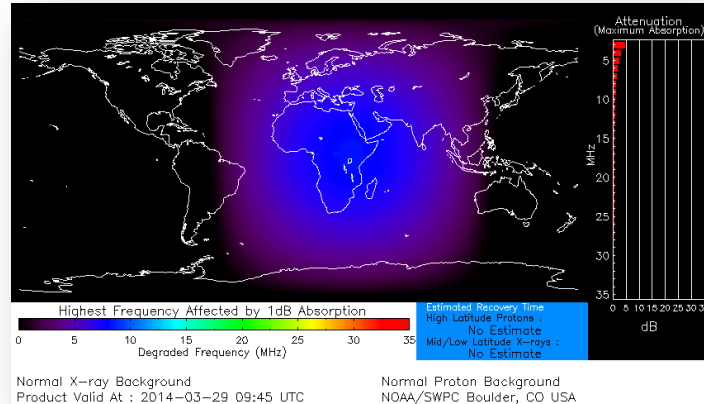 Attenuation
(Maximum Absorption)
5
10
15
20
25
30
35
MHz
0 5 10 15 20 25 30
dB
Highest Frequency Affected by 1dB Absorption
0 5 10 15 20 25 30 35
Degraded Frequency (MHz)
Estimated Recovery Time
High Latitude Protons :
No Estimate
Mid/Low Latitude X-rays :
No Estimate
Normal X-ray Background
Product Valid At : 2014-03-29 09:45 UTC
Normal Proton Background
NOAA/SWPC Boulder, CO USA